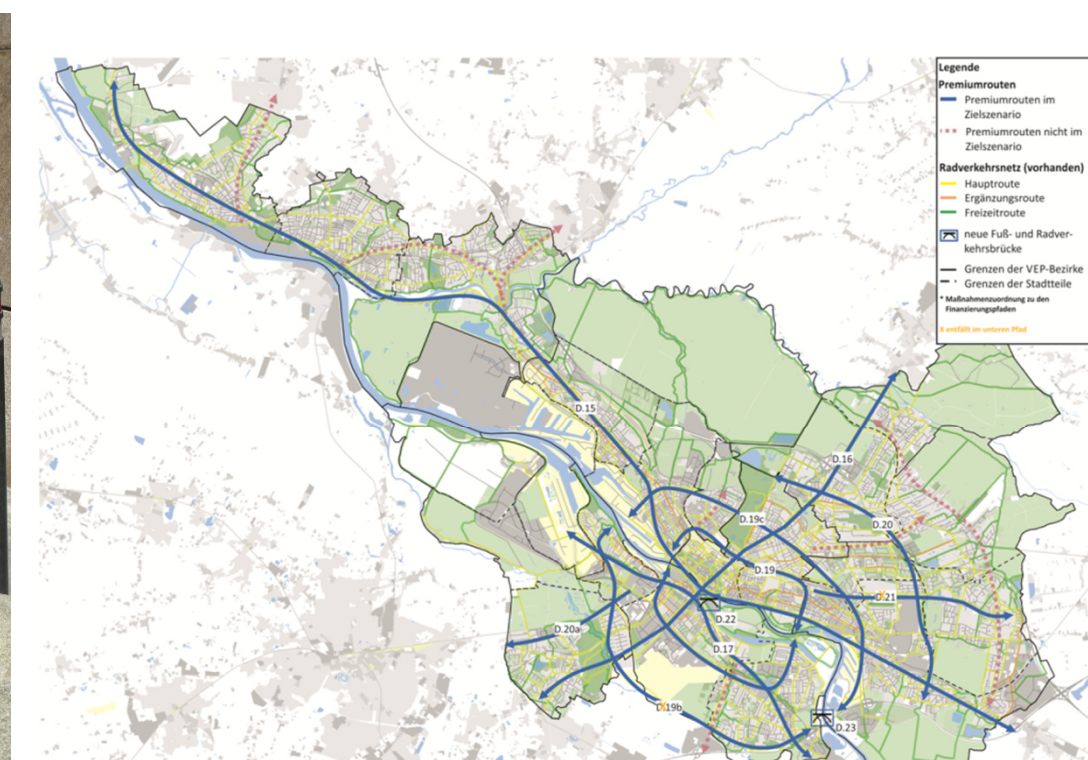 Legende
Premiumrouten
Premiumrouten im
Zielszenario
Premiumrouten nicht im
Zielszenario
Radverkehrsnetz (vorhanden)
Hauptroute
Ergänzungsroute
Freizeitroute
neue Fuß- und Radver-
kehrsbrücke
Grenzen der VEP-Bezirke
Grenzen der Stadtteile
* Maßnahmenzuordnung zu den
Finanzierungspfaden
X entfällt im unteren Pfad
D.15
D.16
D.19c
D.20
D.19
D.21
D.22
D.20a
D.17
D.19b
D.23